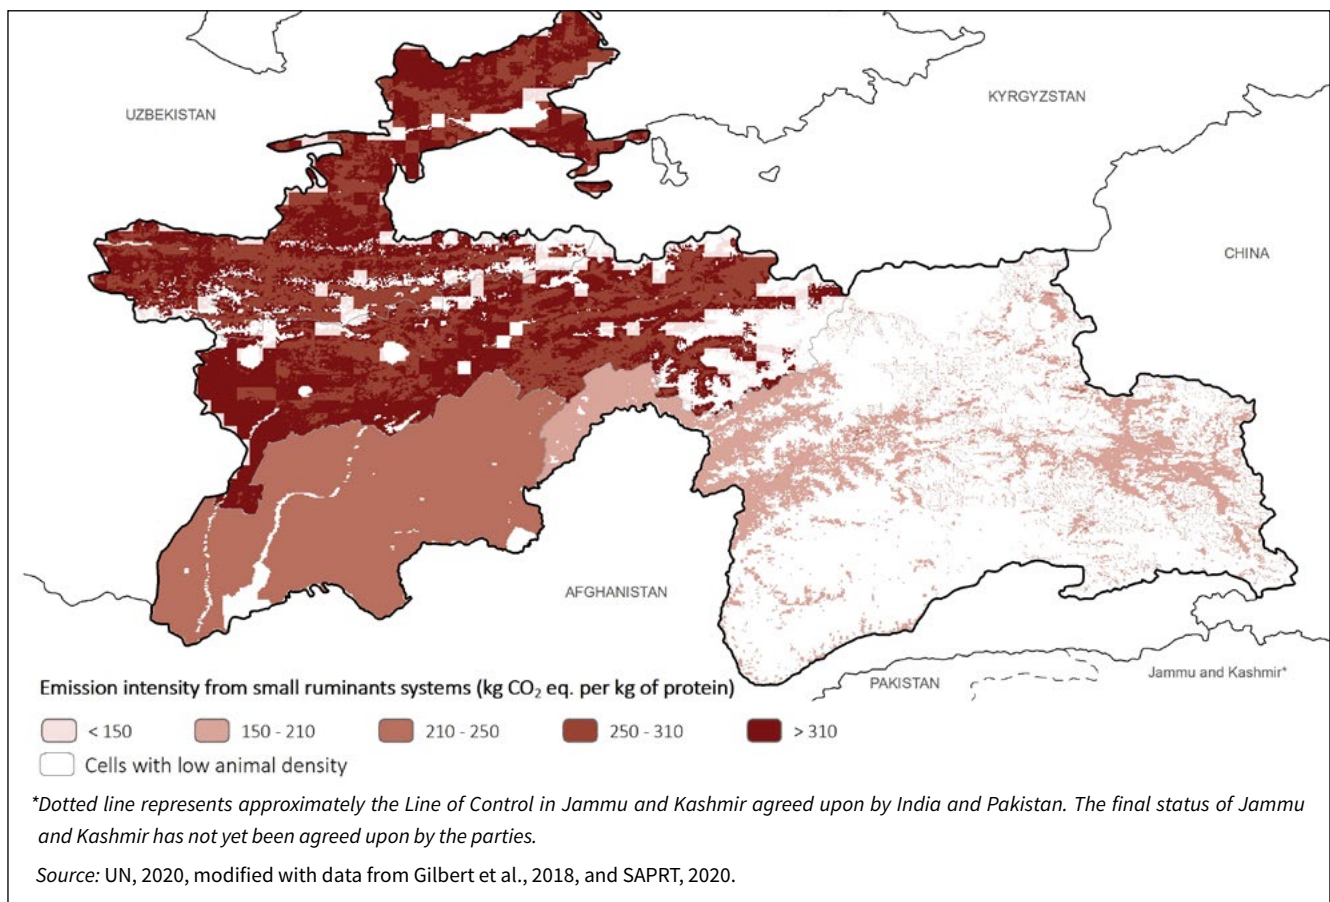 UZBEKISTAN
KYRGYZSTAN
CHINA
AFGHANISTAN
PAKISTAN
Jammu and Kashmir*
Emission intensity from small ruminants systems (kg CO₂ eq. per kg of protein)
< 150
150 - 210
210 - 250
250 - 310
> 310
Cells with low animal density
*Dotted line represents approximately the Line of Control in Jammu and Kashmir agreed upon by India and Pakistan. The final status of Jammu
and Kashmir has not yet been agreed upon by the parties.
Source: UN, 2020, modified with data from Gilbert et al., 2018, and SAPRT, 2020.